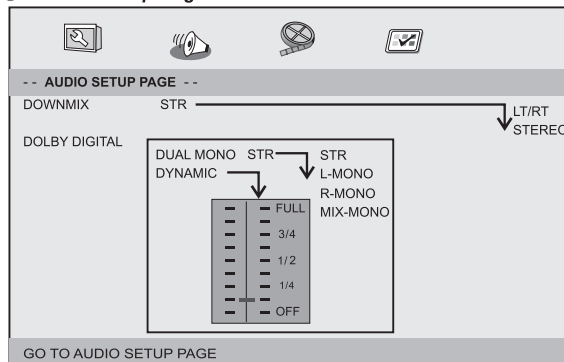 -- AUDIO SETUP PAGE --
DOWNMIX STR LT/RT
STEREO
DOLBY DIGITAL
DUAL MONO STR STR
DYNAMIC L-MONO
R-MONO
FULL MIX-MONO
3/4
1/2
1/4
OFF
GO TO AUDIO SETUP PAGE